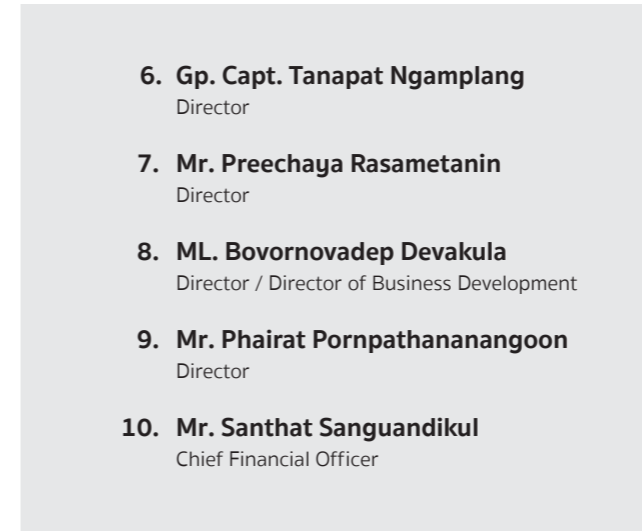 6. Gp. Capt. Tanapat Ngamplang
Director
7. Mr. Preechaya Rasametanin
Director
8. ML. Bovornovadep Devakula
Director / Director of Business Development
9. Mr. Phairat Pornpathananangoon
Director
10. Mr. Santhat Sanguandikul
Chief Financial Officer